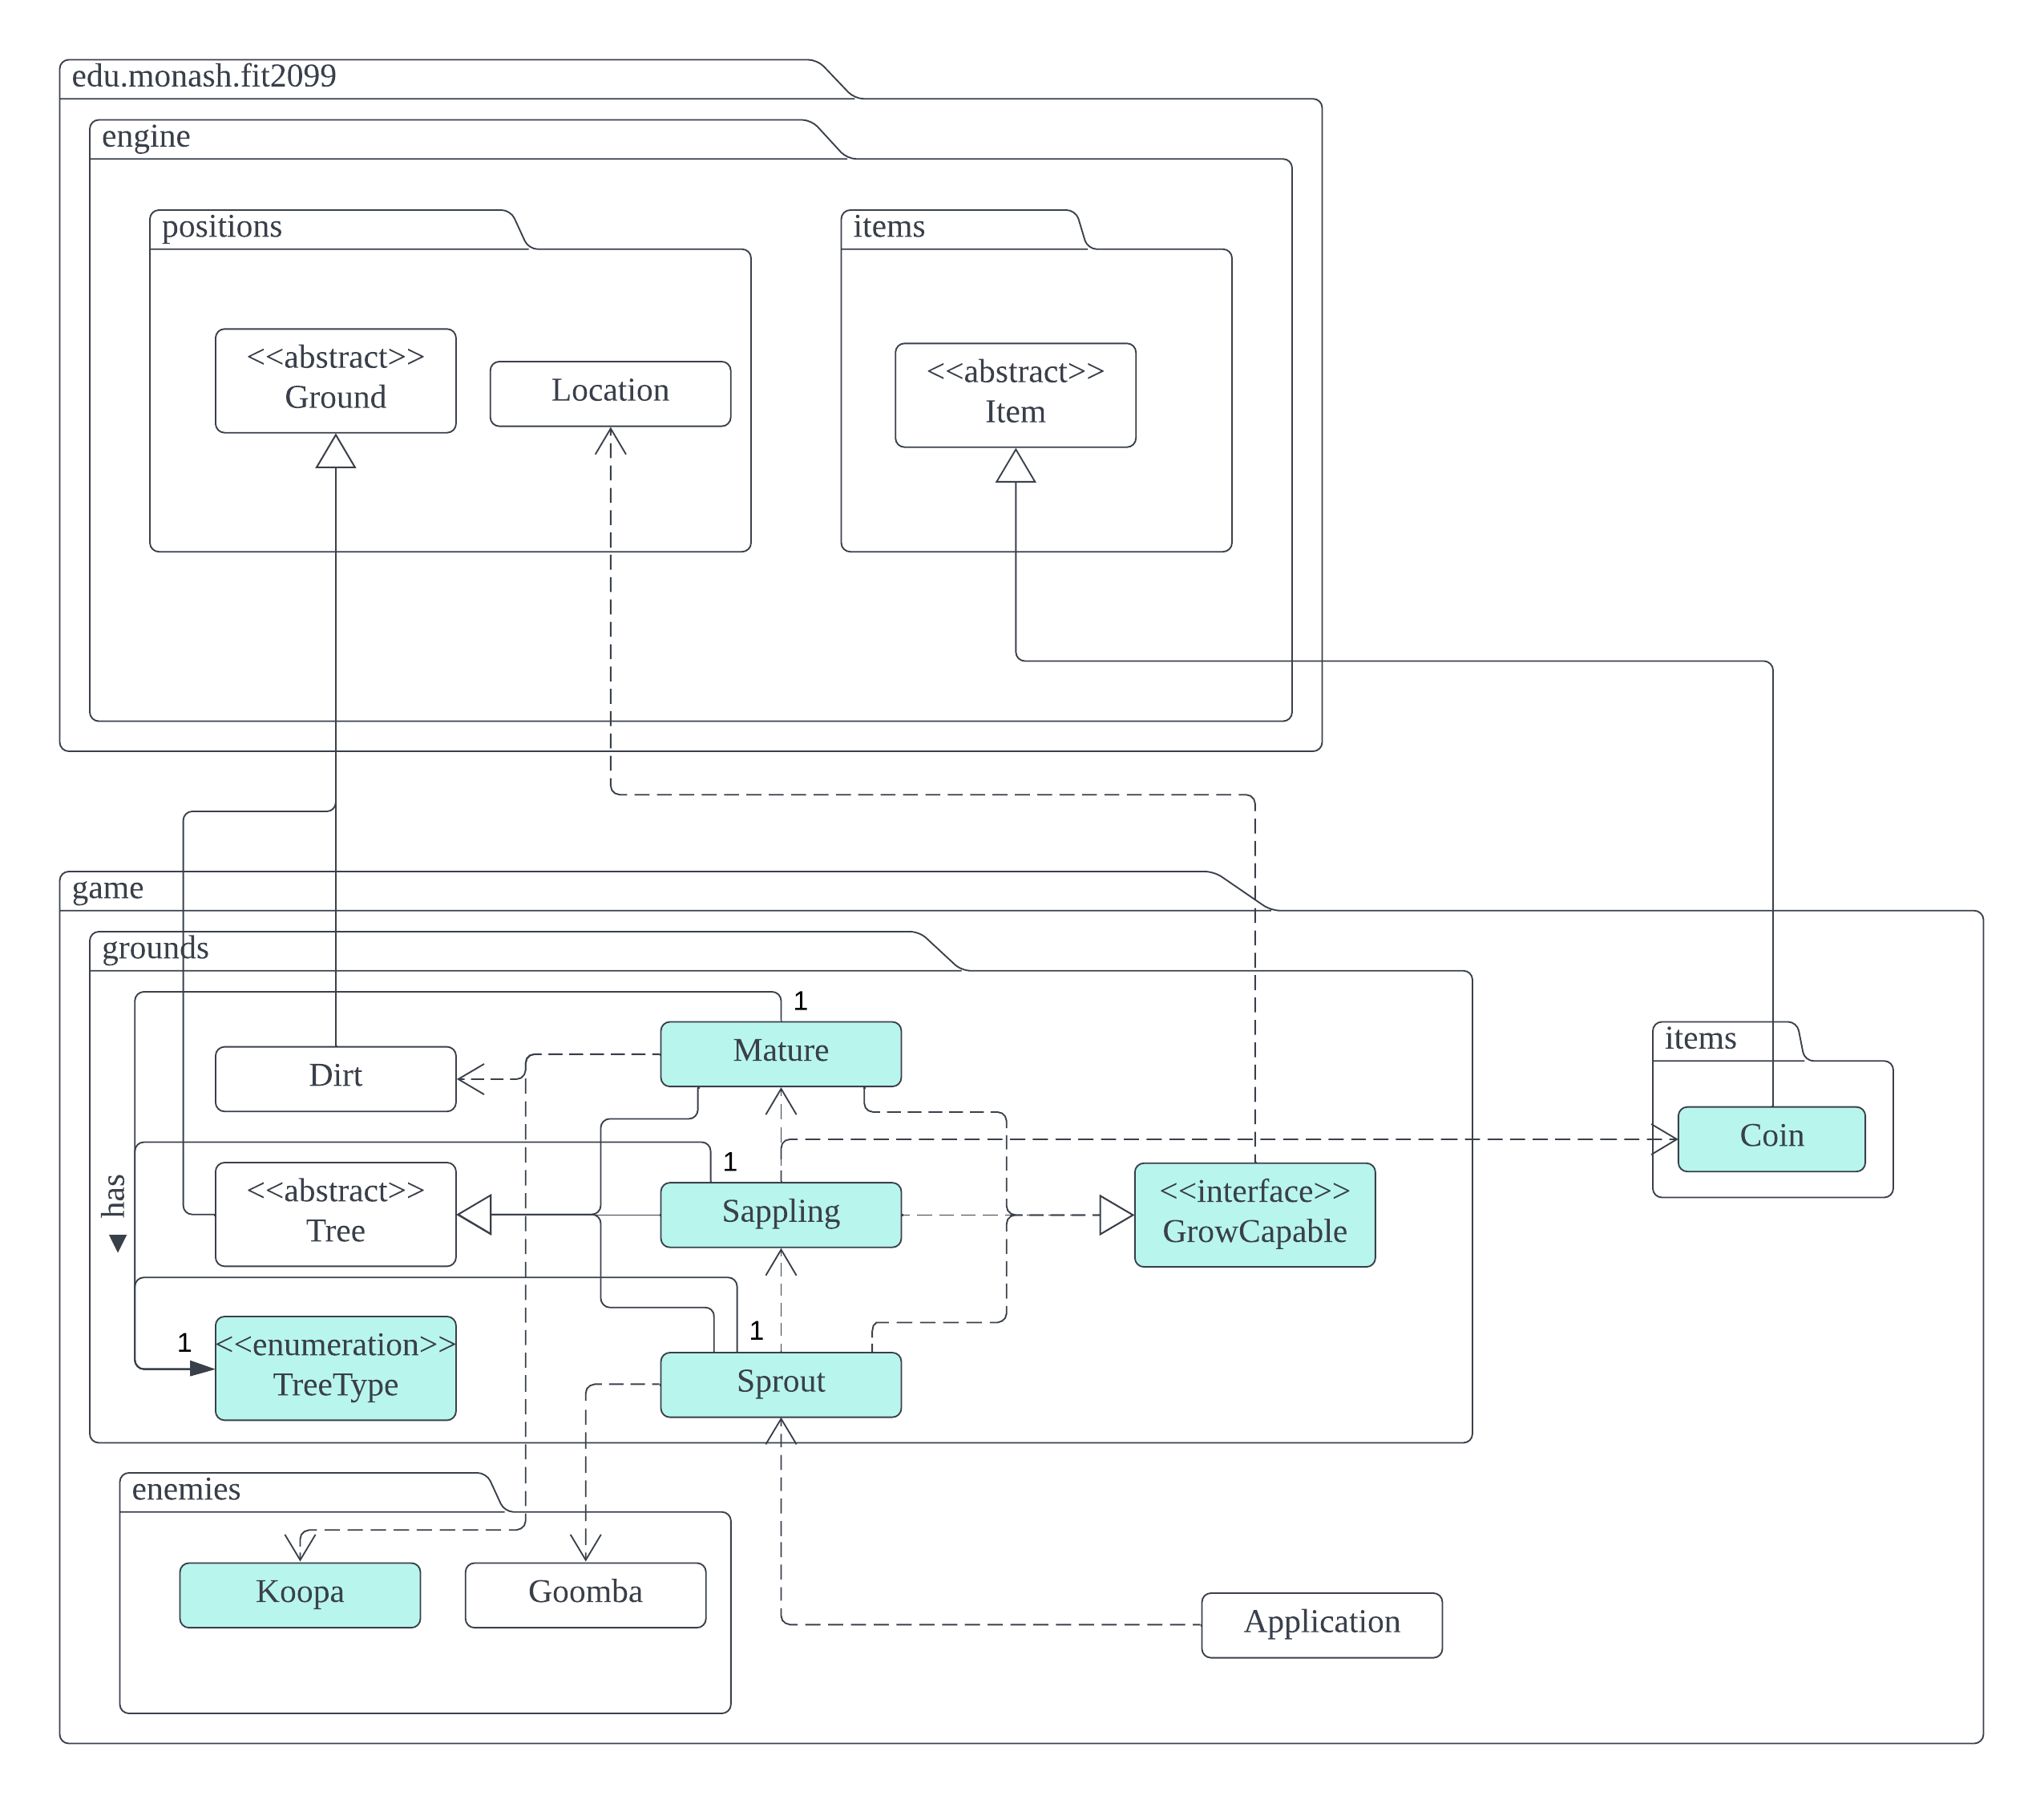 edu.monash.fit2099
engine
positions
items
<<abstract>>
Ground
Location
<<abstract>>
Item
game
grounds
1
Mature
items
Dirt
Coin
1
<<abstract>>
Tree
Sappling
<<interface>>
GrowCapable
has
1
1
<<enumeration>>
TreeType
Sprout
enemies
Koopa
Goomba
Application